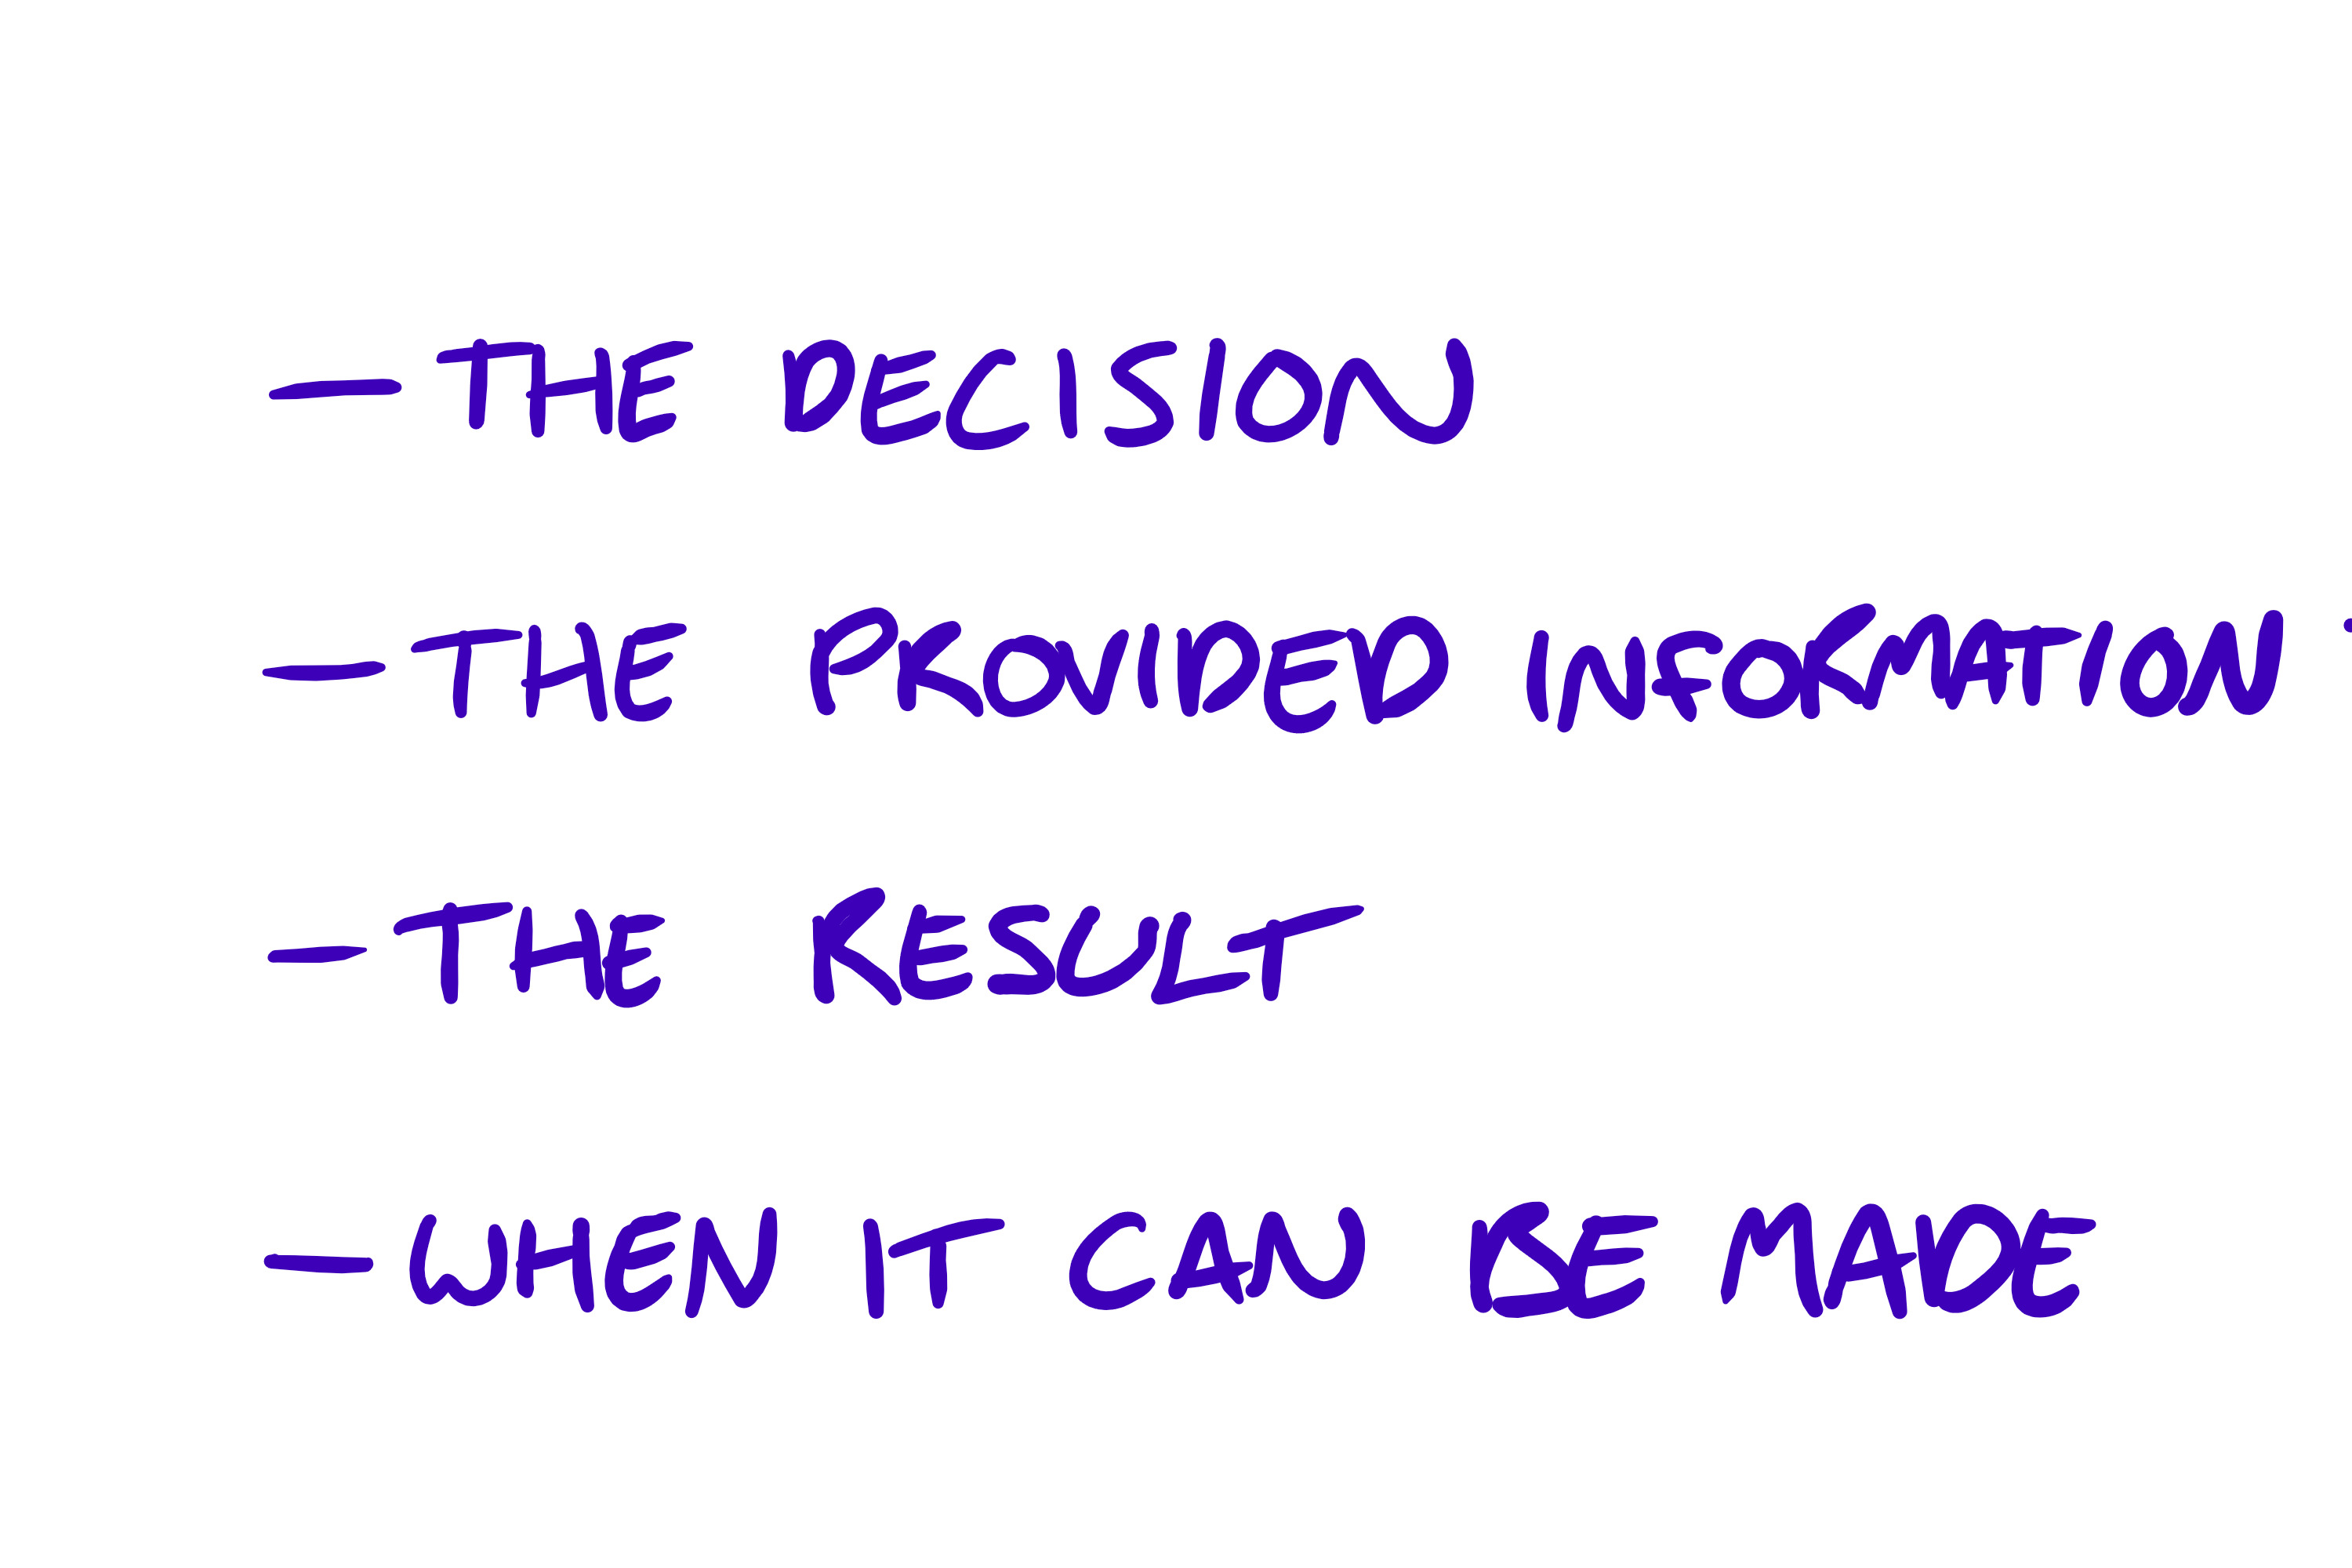 - THE DECISION
- THE PROVIDED INFORMATION
- THE RESULT
- WHEN IT CAN BE MADE